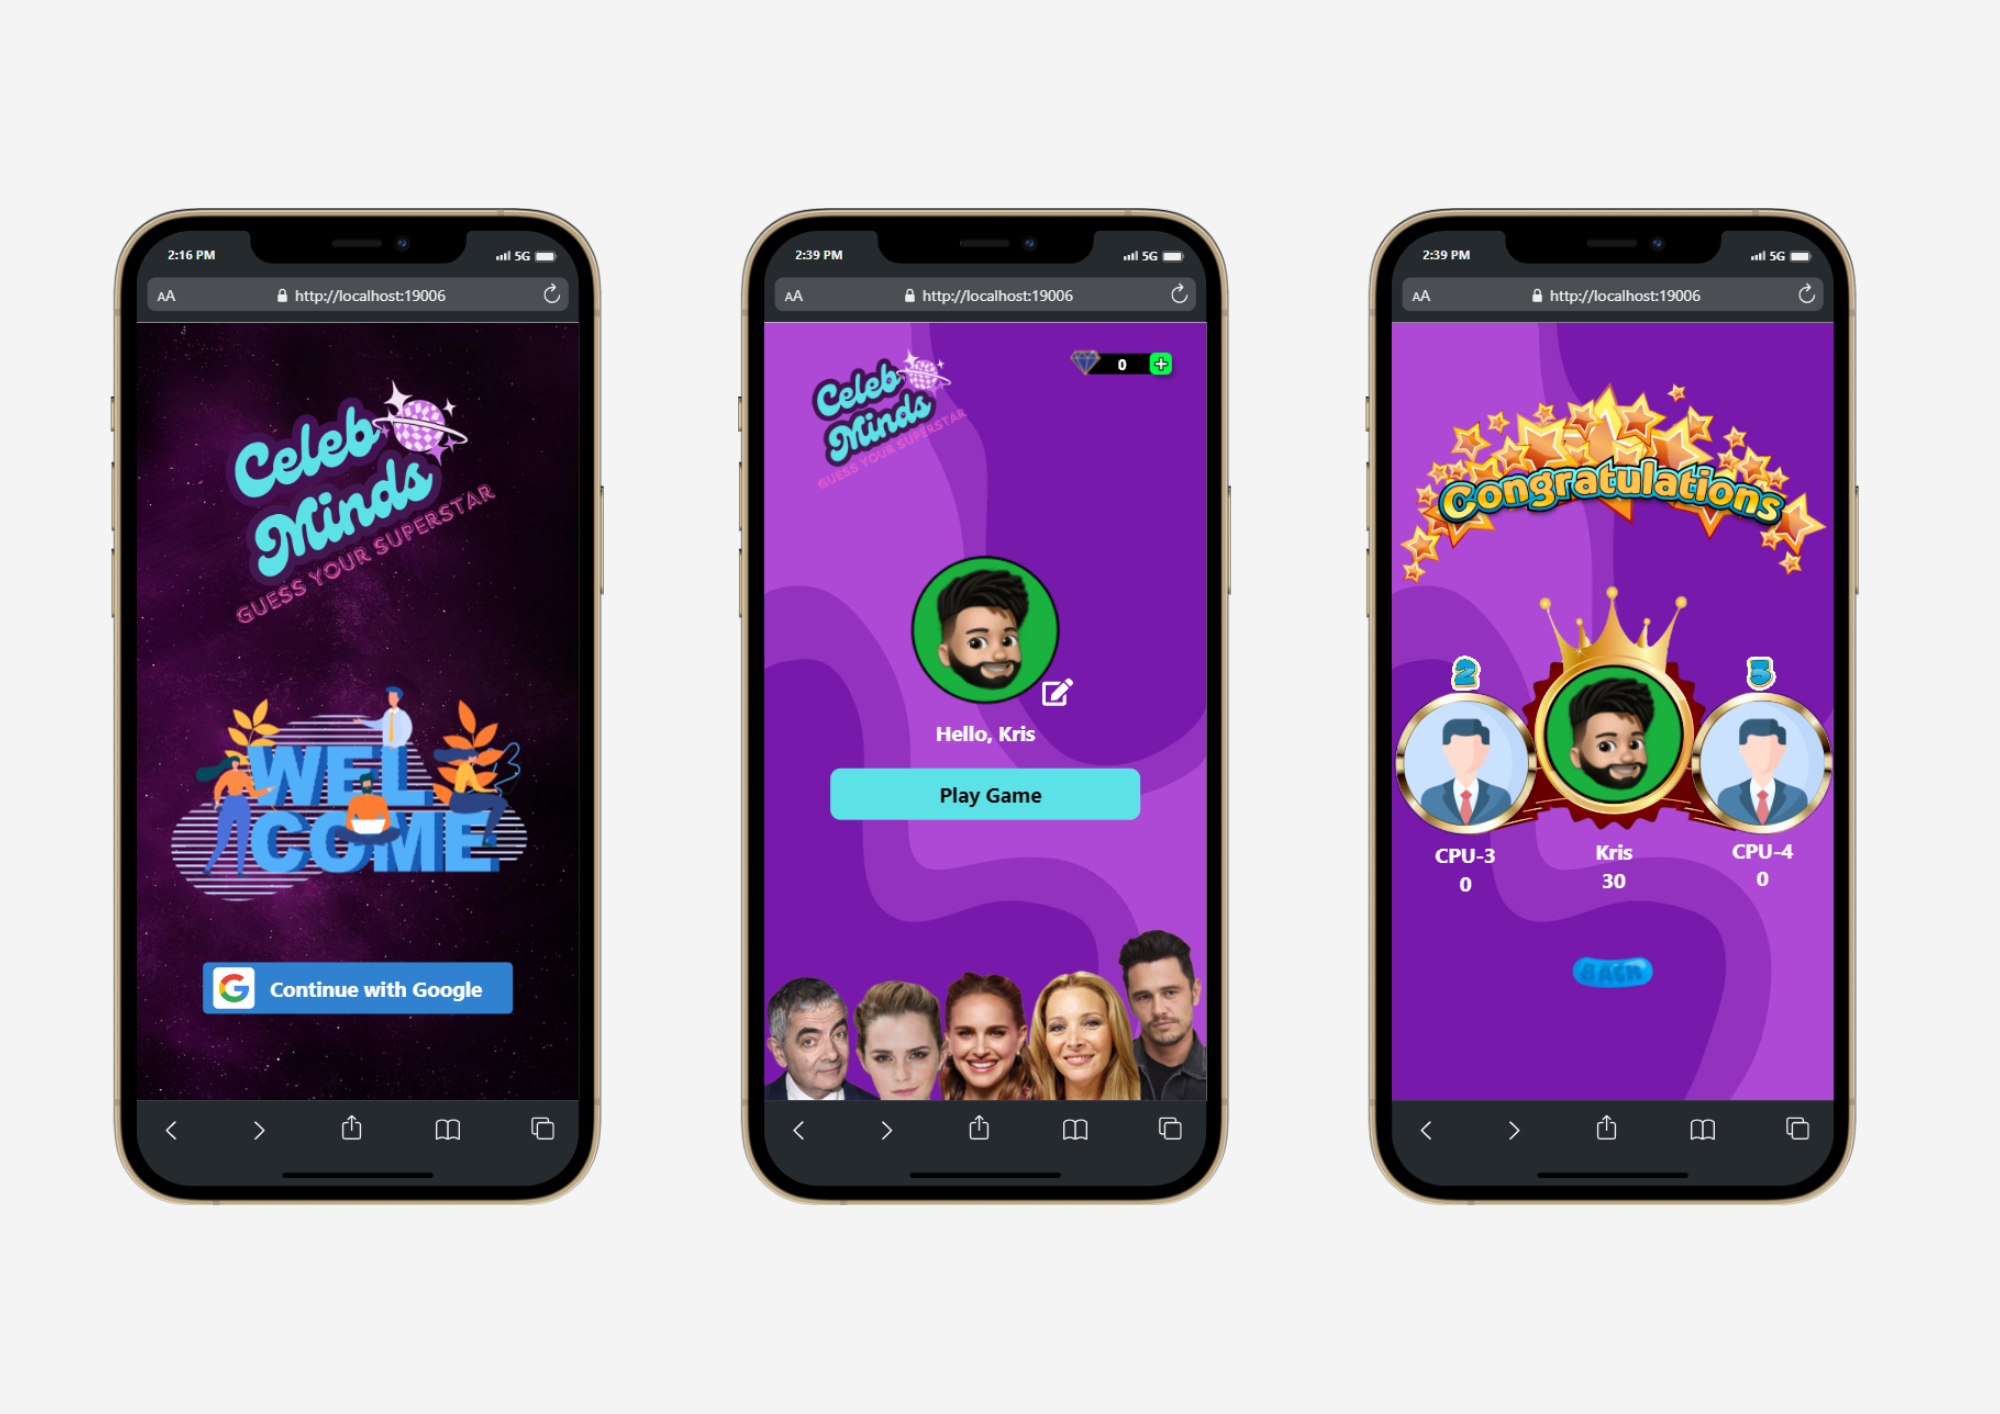 2:16 PM
5G
AA
http://localhost:19006
Celeb
Minds
GUESS YOUR SUPERSTAR
WEL
COME
G
Continue with Google
2:39 PM
5G
AA
http://localhost:19006
Celeb
Minds
GUESS YOUR SUPERSTAR
0
Hello, Kris
Play Game
2:39 PM
5G
AA
http://localhost:19006
Congratulations
2
CPU-3
0
Kris
30
CPU-4
0
BACK